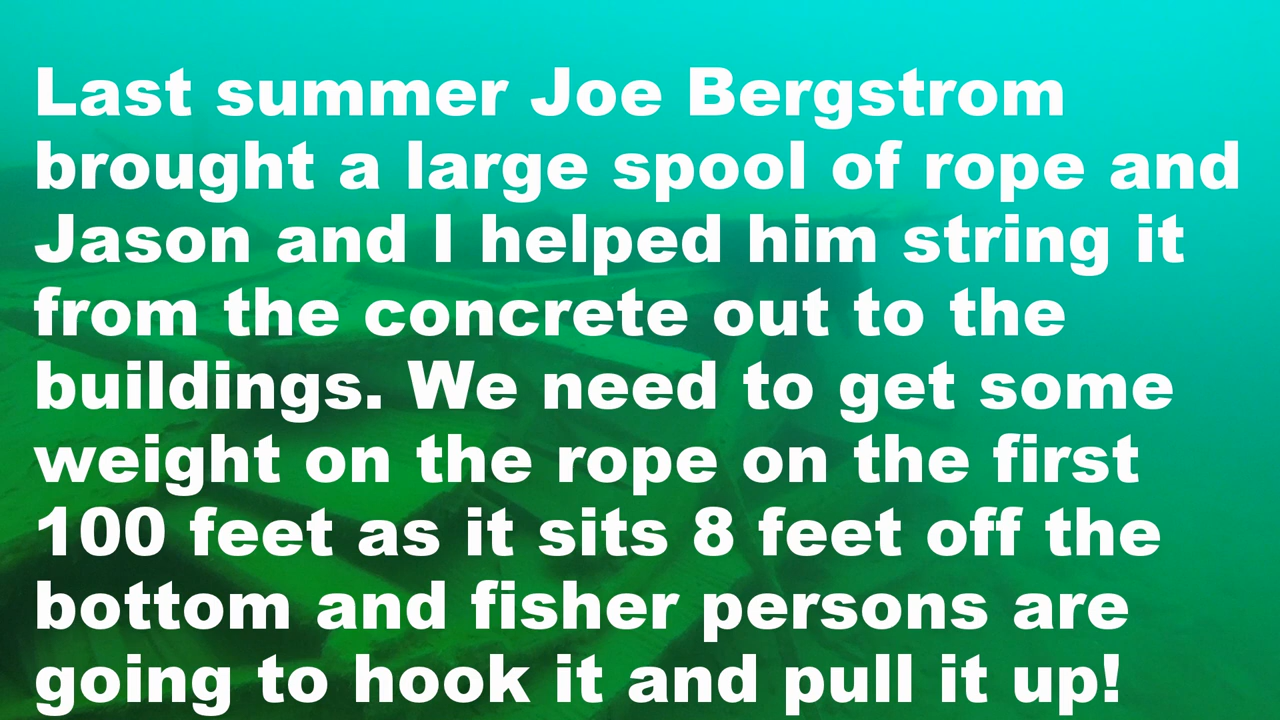 Last summer Joe Bergstrom
brought a large spool of rope and
Jason and I helped him string it
from the concrete out to the
buildings. We need to get some
weight on the rope on the first
100 feet as it sits 8 feet off the
bottom and fisher persons are
going to hook it and pull it up!